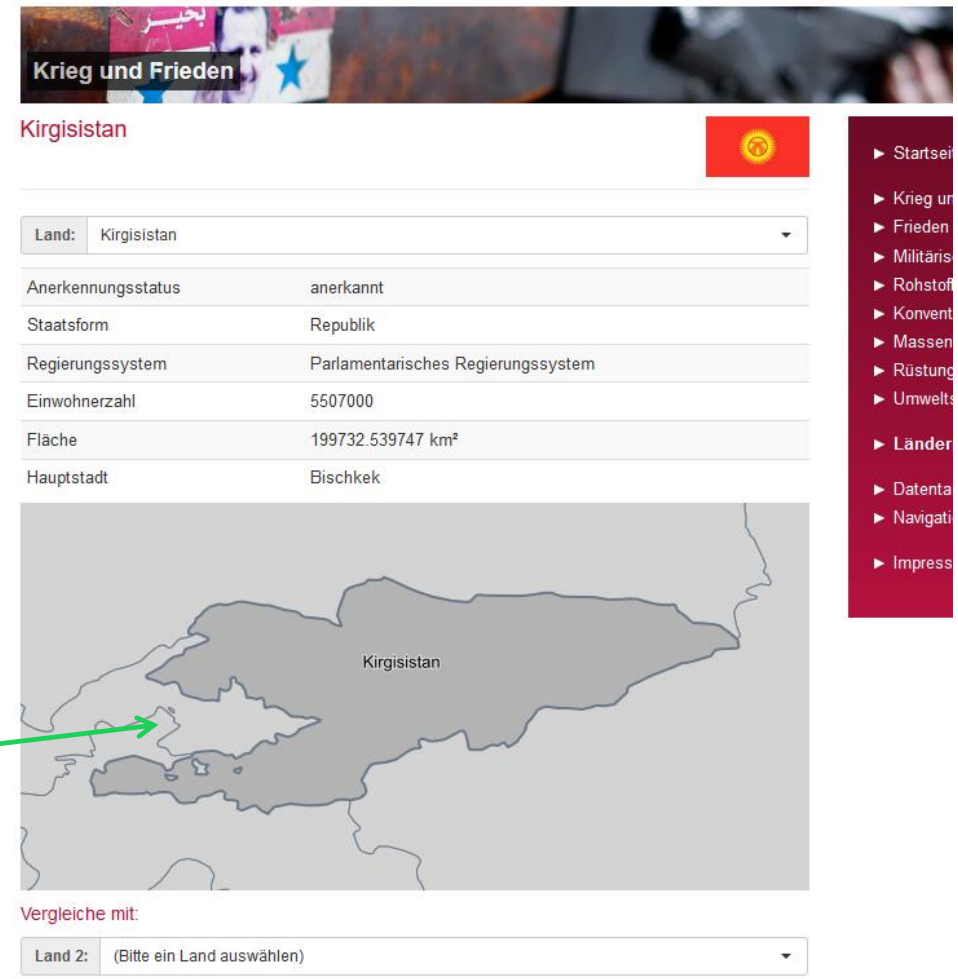 بخير
Krieg und Frieden
Kirgisistan
Land: Kirgisistan
Anerkennungsstatus anerkannt
Staatsform Republik
Regierungssystem Parlamentarisches Regierungssystem
Einwohnerzahl 5507000
Fläche 199732.539747 km²
Hauptstadt Bischkek
Kirgisistan
Vergleiche mit:
Land 2: (Bitte ein Land auswählen)
► Startseit
► Krieg un
► Frieden
► Militäris
► Rohstoff
► Konvent
► Massen
► Rüstung
► Umwelts
► Länder
► Datenta
► Navigati
► Impress